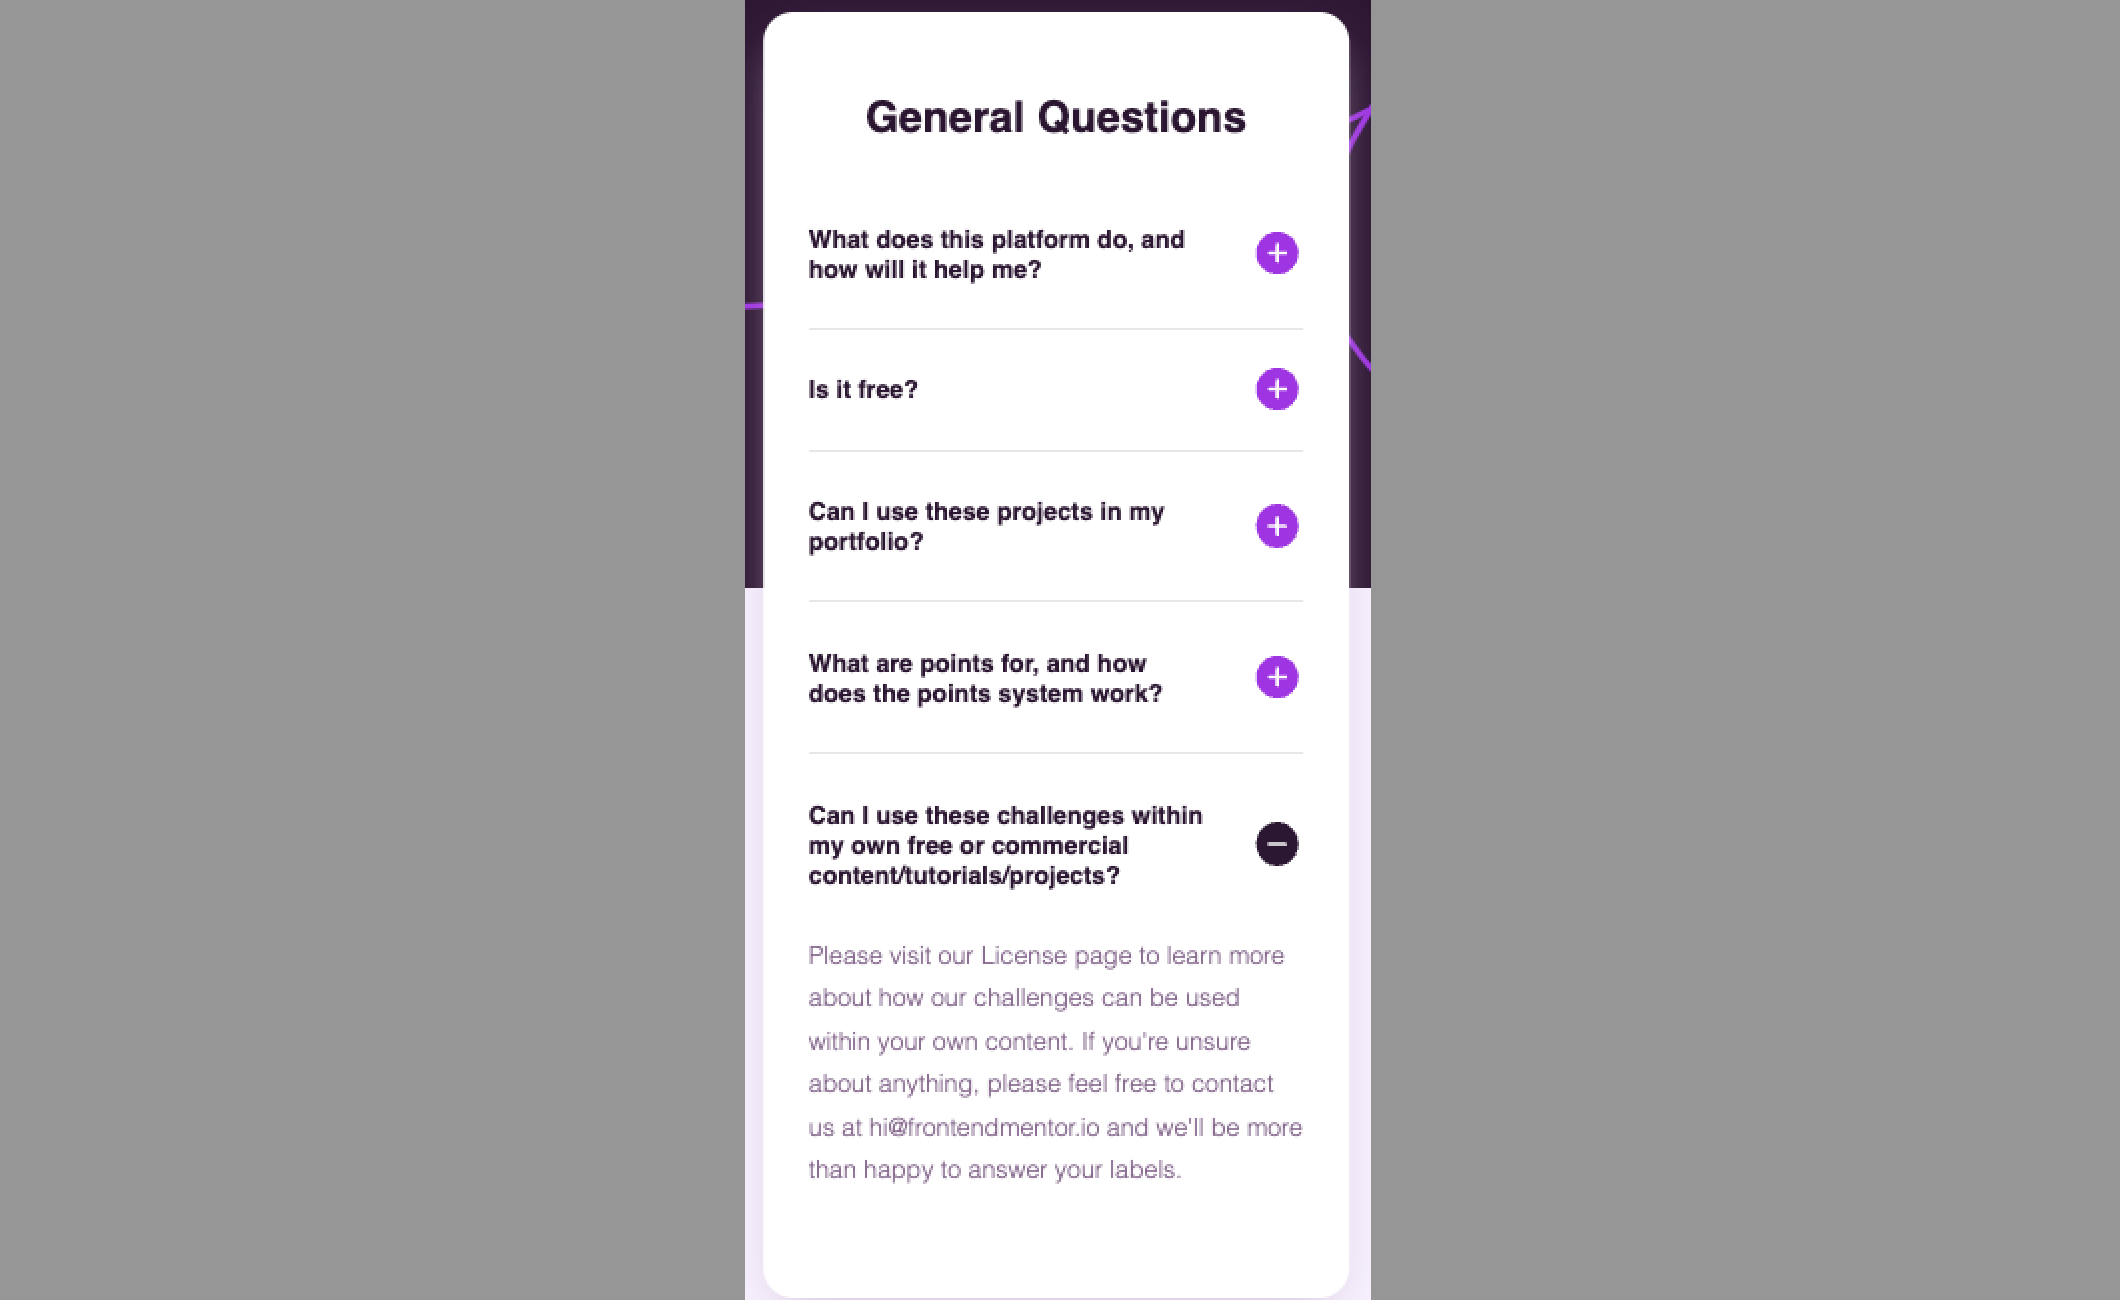 General Questions
What does this platform do, and
how will it help me?
Is it free?
Can I use these projects in my
portfolio?
What are points for, and how
does the points system work?
Can I use these challenges within
my own free or commercial
content/tutorials/projects?
Please visit our License page to learn more
about how our challenges can be used
within your own content. If you're unsure
about anything, please feel free to contact
us at hi@frontendmentor.io and we'll be more
than happy to answer your labels.